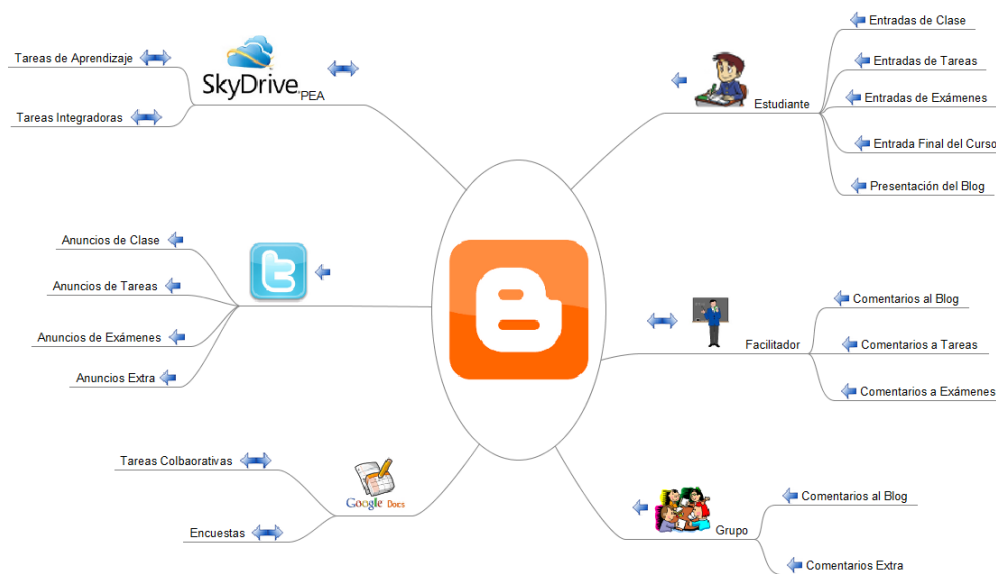 Tareas de Aprendizaje
SkyDrive
PEA
Tareas Integradoras
Anuncios de Clase
Anuncios de Tareas
Anuncios de Exámenes
Anuncios Extra
Tareas Colbaorativas
Google Docs
Encuestas
Entradas de Clase
Entradas de Tareas
Entradas de Exámenes
Estudiante
Entrada Final del Curso
Presentación del Blog
Comentarios al Blog
Facilitador
Comentarios a Tareas
Comentarios a Exámenes
Comentarios al Blog
Grupo
Comentarios Extra